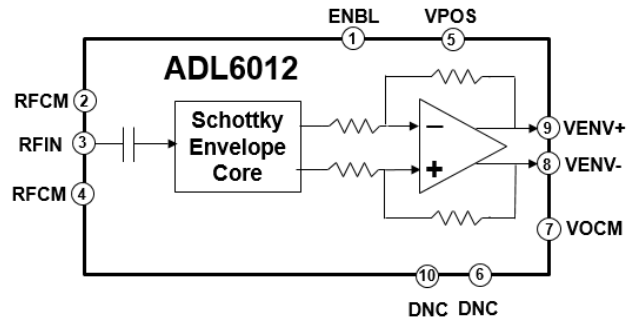 ENBL
VPOS
1
5
ADL6012
RFCM 2
RFIN 3
RFCM 4
Schottky
Envelope
Core
−
+
9 VENV+
8 VENV-
7 VOCM
10
6
DNC
DNC